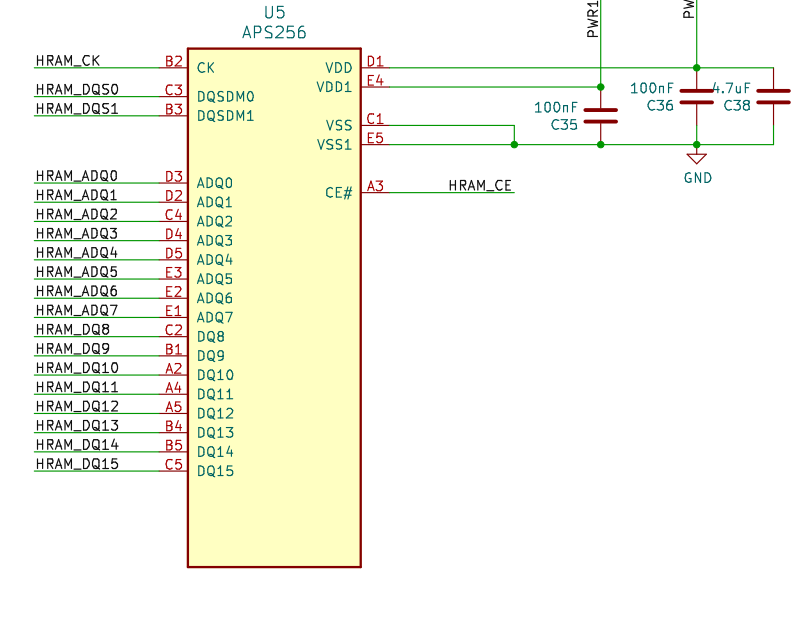 U5
APS256
PWR1
PW
HRAM_CK B2 CK
HRAM_DQS0 C3 DQSDM0
HRAM_DQS1 B3 DQSDM1
HRAM_ADQ0 D3 ADQ0
HRAM_ADQ1 D2 ADQ1
HRAM_ADQ2 C4 ADQ2
HRAM_ADQ3 D4 ADQ3
HRAM_ADQ4 D5 ADQ4
HRAM_ADQ5 E3 ADQ5
HRAM_ADQ6 E2 ADQ6
HRAM_ADQ7 E1 ADQ7
HRAM_DQ8 C2 DQ8
HRAM_DQ9 B1 DQ9
HRAM_DQ10 A2 DQ10
HRAM_DQ11 A4 DQ11
HRAM_DQ12 A5 DQ12
HRAM_DQ13 B4 DQ13
HRAM_DQ14 B5 DQ14
HRAM_DQ15 C5 DQ15
VDD D1
VDD1 E4
VSS C1
VSS1 E5
CE# A3 HRAM_CE
100nF
C35
100nF
C36
4.7uF
C38
GND